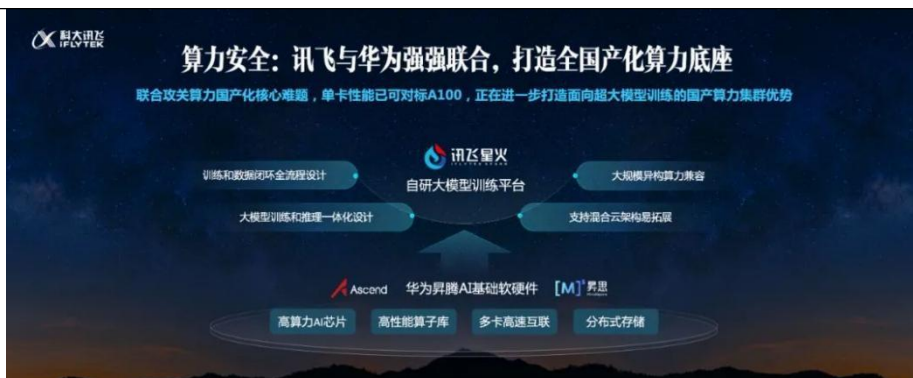 科大讯飞
IFLYTEK
算力安全：讯飞与华为强强联合，打造全国产化算力底座
联合攻关算力国产化核心难题，单卡性能已可对标A100，正在进一步打造面向超大模型训练的国产算力集群优势
讯飞星火
自研大模型训练平台
训练和数据闭环全流程设计
大规模异构算力兼容
大模型训练和推理一体化设计
支持混合云架构易拓展
Ascend 华为昇腾AI基础软硬件 [M]s 昇思
高算力AI芯片 高性能算子库 多卡高速互联 分布式存储